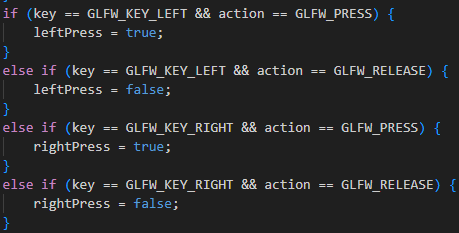 if (key == GLFW_KEY_LEFT && action == GLFW_PRESS) {
    leftPress = true;
}
else if (key == GLFW_KEY_LEFT && action == GLFW_RELEASE) {
    leftPress = false;
}
else if (key == GLFW_KEY_RIGHT && action == GLFW_PRESS) {
    rightPress = true;
}
else if (key == GLFW_KEY_RIGHT && action == GLFW_RELEASE) {
    rightPress = false;
}